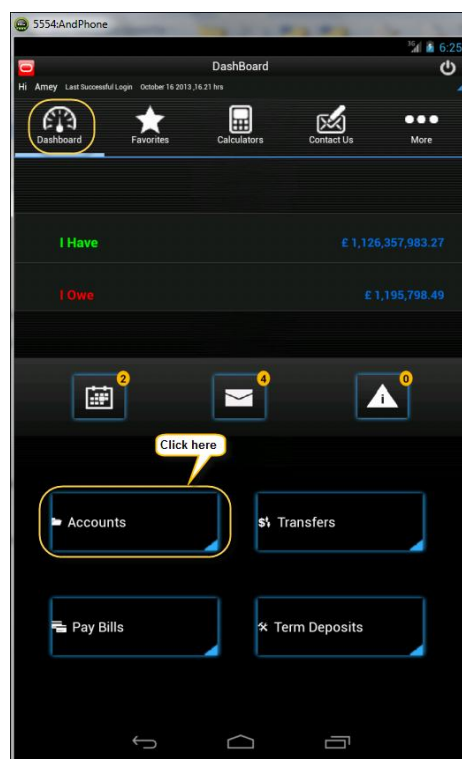 5554:AndPhone
3G 6:25
DashBoard
Hi Amey Last Successful Login October 16 2013 ,16.21 hrs
Dashboard Favorites Calculators Contact Us More
I Have £ 1,126,357,983.27
I Owe £ 1,195,798.49
2 4 0
Click here
Accounts $ Transfers
Pay Bills Term Deposits